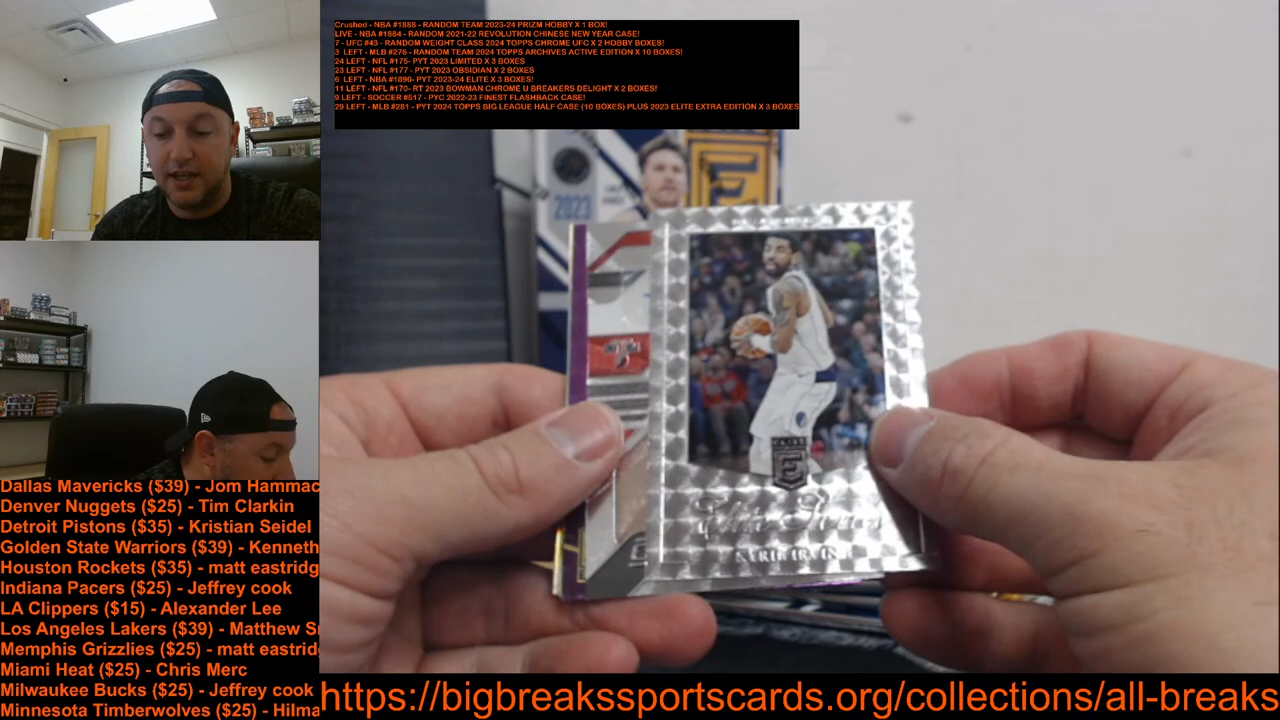 Crushed - NBA #1888 - RANDOM TEAM 2023-24 PRIZM HOBBY X 1 BOX!
LIVE - NBA #1884 - RANDOM 2021-22 REVOLUTION CHINESE NEW YEAR CASE!
7 - UFC #43 - RANDOM WEIGHT CLASS 2024 TOPPS CHROME UFC X 2 HOBBY BOXES!
3 LEFT - MLB #276 - RANDOM TEAM 2024 TOPPS ARCHIVES ACTIVE EDITION X 10 BOXES!
24 LEFT - NFL #175- PYT 2023 LIMITED X 3 BOXES
23 LEFT - NFL #177 - PYT 2023 OBSIDIAN X 2 BOXES
6 LEFT - NBA #1890- PYT 2023-24 ELITE X 3 BOXES!
11 LEFT - NFL #170- RT 2023 BOWMAN CHROME U BREAKERS DELIGHT X 2 BOXES!
9 LEFT - SOCCER #517 - PYC 2022-23 FINEST FLASHBACK CASE!
29 LEFT - MLB #281 - PYT 2024 TOPPS BIG LEAGUE HALF CASE (10 BOXES) PLUS 2023 ELITE EXTRA EDITION X 3 BOXES
2023
E
E
Elite Series
KYRIE IRVING
Dallas Mavericks ($39) - Jom Hammac
Denver Nuggets ($25) - Tim Clarkin
Detroit Pistons ($35) - Kristian Seidel
Golden State Warriors ($39) - Kenneth
Houston Rockets ($35) - matt eastridg
Indiana Pacers ($25) - Jeffrey cook
LA Clippers ($15) - Alexander Lee
Los Angeles Lakers ($39) - Matthew S
Memphis Grizzlies ($25) - matt eastrid
Miami Heat ($25) - Chris Merc
Milwaukee Bucks ($25) - Jeffrey cook
Minnesota Timberwolves ($25) - Hilma
https://bigbreakssportscards.org/collections/all-breaks